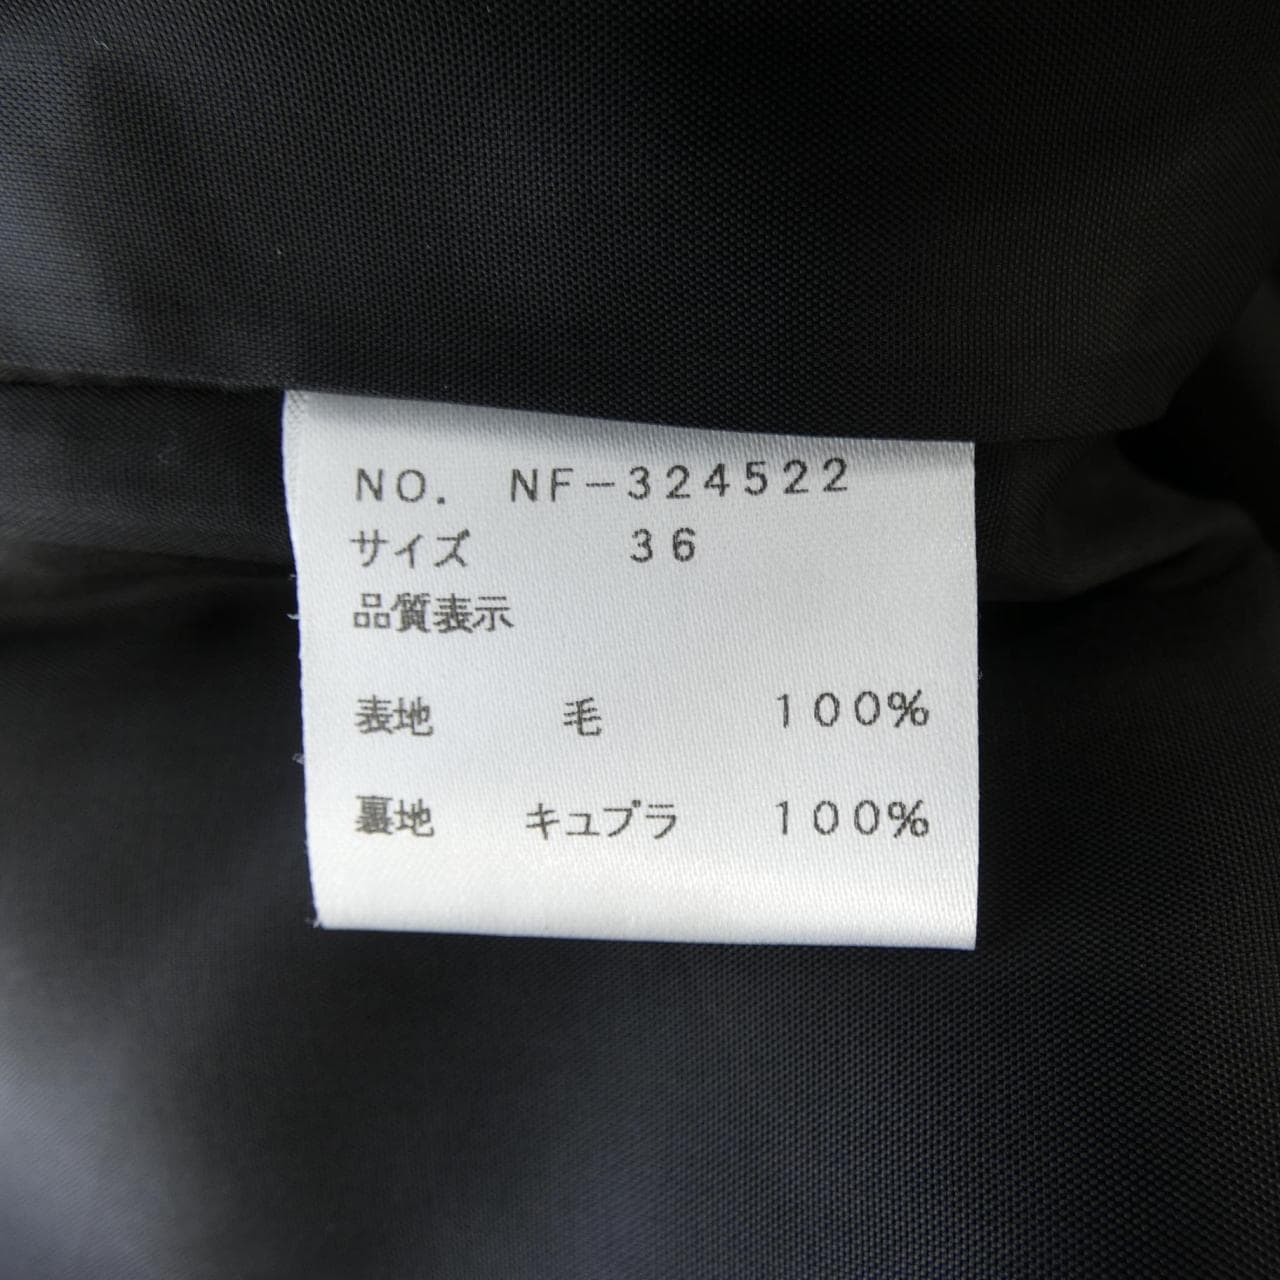 NO. NF-324522
サイズ 36
品質表示
表地 毛 100%
裏地 キュプラ 100%